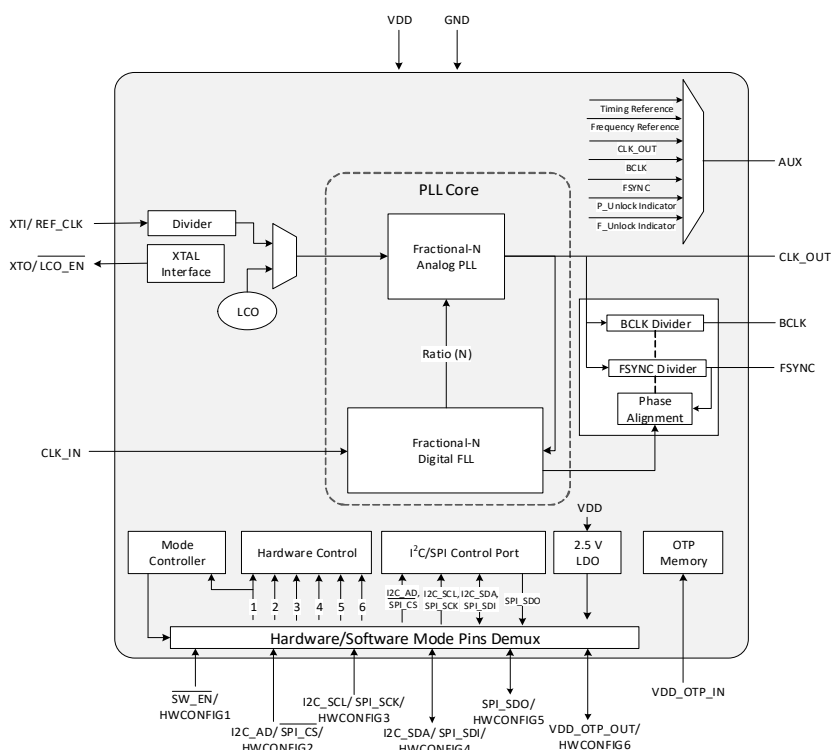 VDD
GND
Timing Reference
Frequency Reference
CLK_OUT
BCLK
FSYNC
P_Unlock Indicator
F_Unlock Indicator
AUX
PLL Core
XTI/ REF_CLK
Divider
XTO/ LCO_EN
XTAL
Interface
LCO
Fractional-N
Analog PLL
CLK_OUT
BCLK Divider
BCLK
FSYNC Divider
FSYNC
Phase
Alignment
Ratio (N)
CLK_IN
Fractional-N
Digital FLL
Mode
Controller
Hardware Control
I²C/SPI Control Port
VDD
2.5 V
LDO
OTP
Memory
1
2
3
4
5
6
I2C_AD,
SPI_CS
I2C_SCL,
SPI_SCK
I2C_SDA,
SPI_SDI
SPI_SDO
Hardware/Software Mode Pins Demux
SW_EN/
HWCONFIG1
I2C_AD/ SPI_CS/
HWCONFIG2
I2C_SCL/ SPI_SCK/
HWCONFIG3
I2C_SDA/ SPI_SDI/
HWCONFIG4
SPI_SDO/
HWCONFIG5
VDD_OTP_OUT/
HWCONFIG6
VDD_OTP_IN